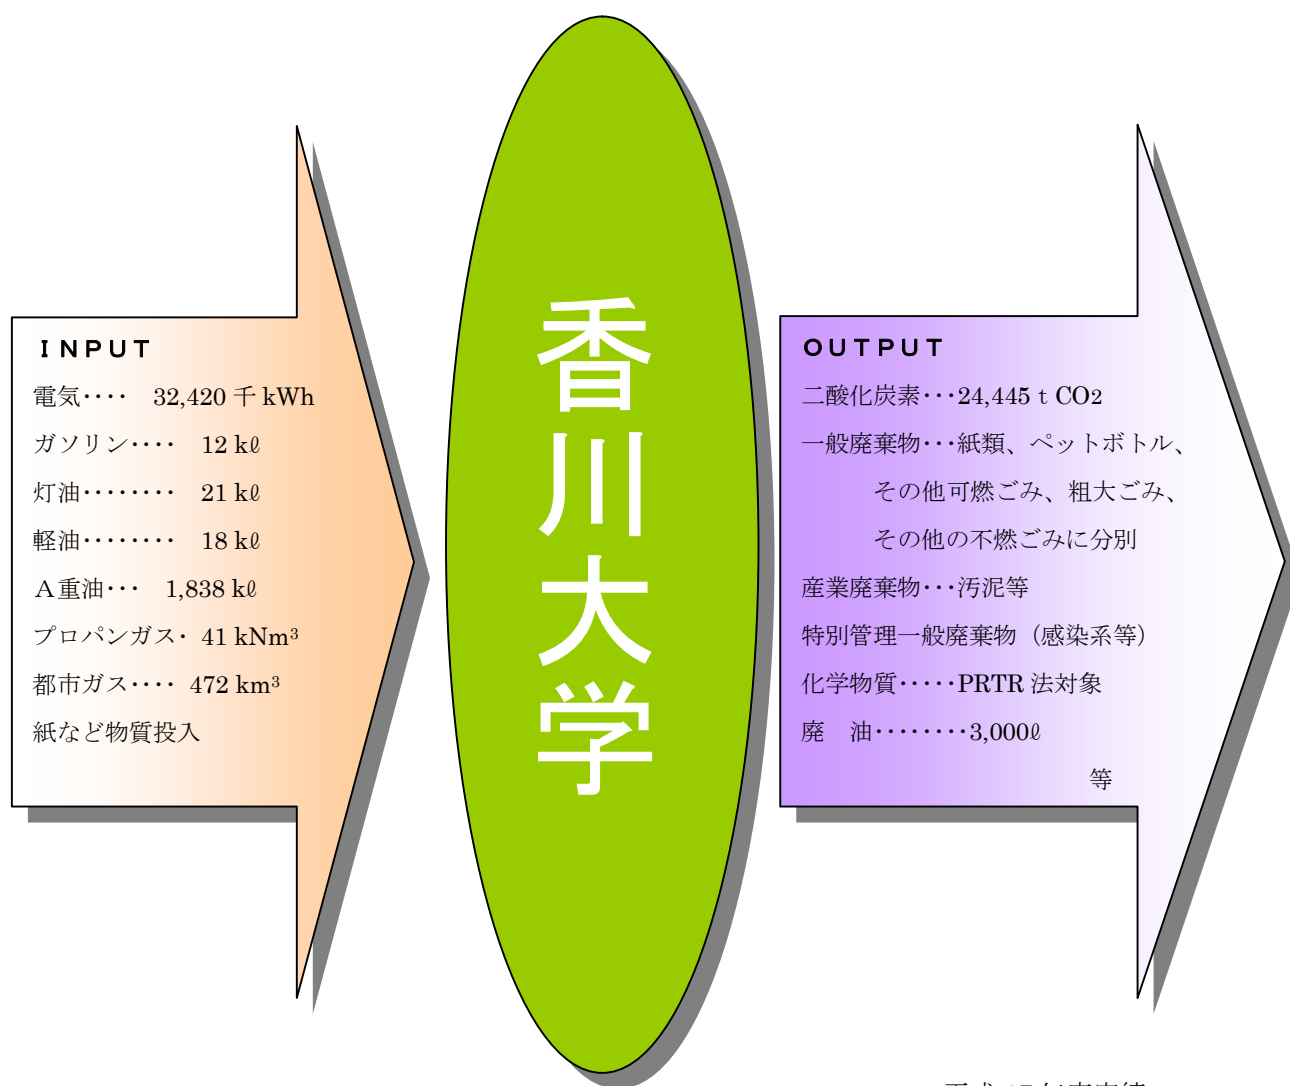 INPUT
電気････ 32,420 千 kWh
ガソリン････ 12 kℓ
灯油････････ 21 kℓ
軽油････････ 18 kℓ
Ａ重油･･･ 1,838 kℓ
プロパンガス･ 41 kNm³
都市ガス････ 472 km³
紙など物質投入
香川大学
OUTPUT
二酸化炭素･･･24,445 t CO2
一般廃棄物･･･紙類、ペットボトル、
その他可燃ごみ、粗大ごみ、
その他の不燃ごみに分別
産業廃棄物･･･汚泥等
特別管理一般廃棄物（感染系等）
化学物質･････PRTR 法対象
廃　油････････3,000ℓ
等